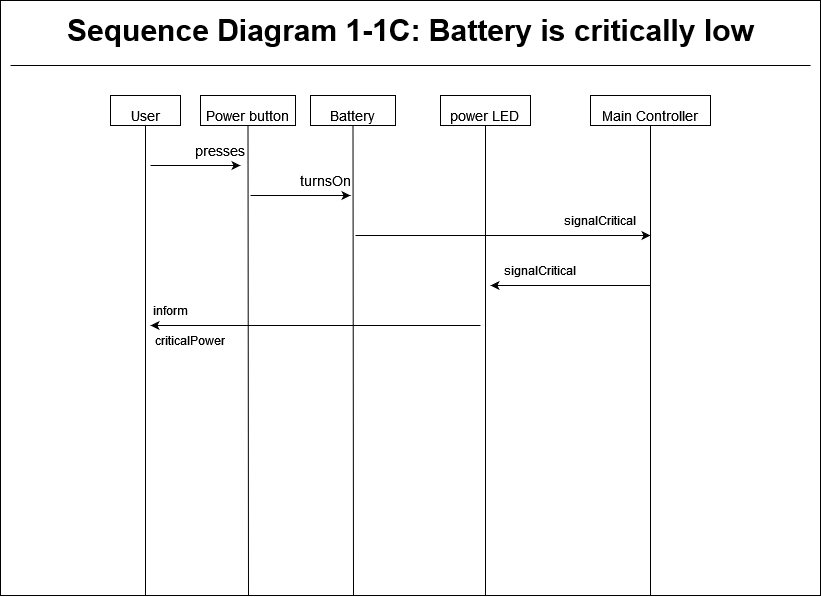 Sequence Diagram 1-1C: Battery is critically low
User
Power button
Battery
power LED
Main Controller
presses
turnsOn
signalCritical
signalCritical
inform
criticalPower